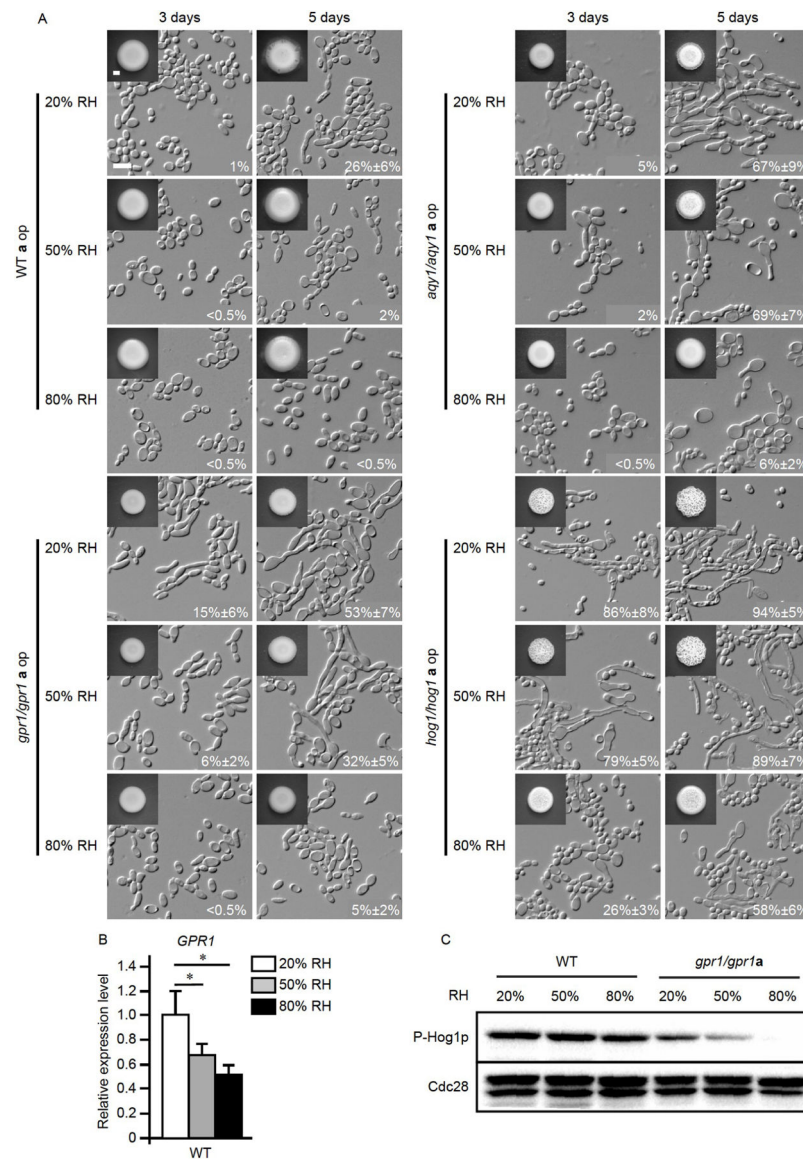 A
3 days 5 days 3 days 5 days
WT a op
20% RH
1% 26%±6%
50% RH
<0.5% 2%
80% RH
<0.5% <0.5%
aqy1/aqy1 a op
20% RH
5% 67%±9%
50% RH
2% 69%±7%
80% RH
<0.5% 6%±2%
gpr1/gpr1 a op
20% RH
15%±6% 53%±7%
50% RH
6%±2% 32%±5%
80% RH
<0.5% 5%±2%
hog1/hog1 a op
20% RH
86%±8% 94%±5%
50% RH
79%±5% 89%±7%
80% RH
26%±3% 58%±6%
B
GPR1
Relative expression level
1.4
1.2
1.0
0.8
0.6
0.4
0.2
0
*
*
WT
20% RH
50% RH
80% RH
C
WT gpr1/gpr1a
RH 20% 50% 80% 20% 50% 80%
P-Hog1p
Cdc28